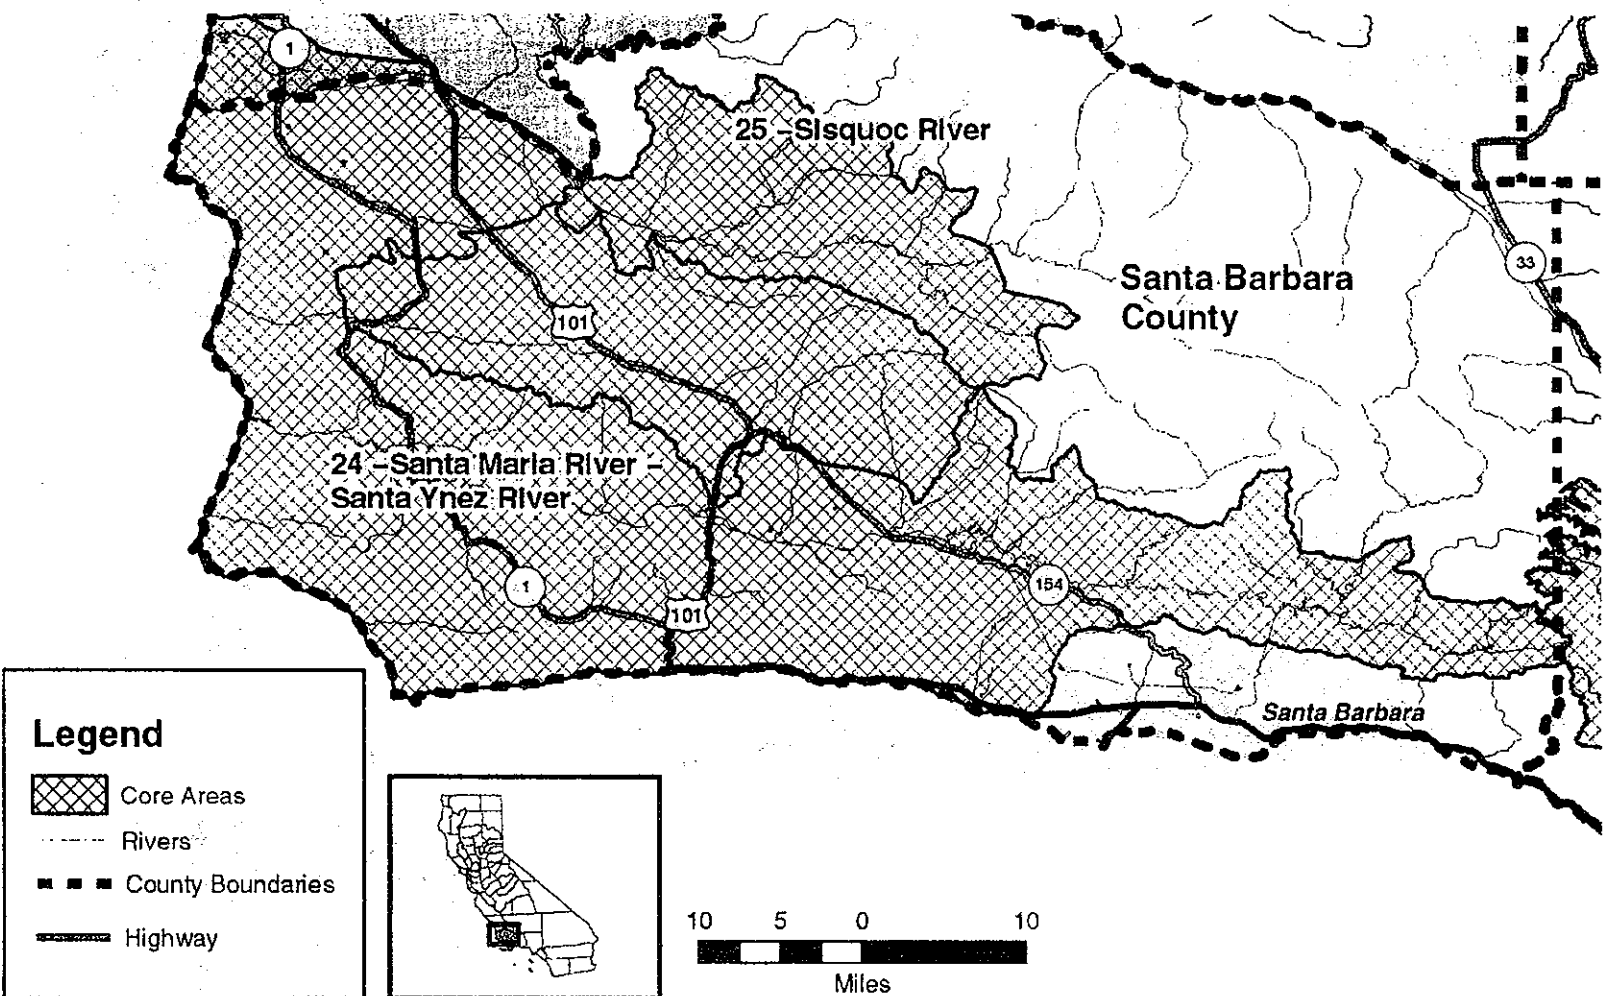 1
25 -Sisquoc River
33
Santa Barbara
County
101
24 -Santa Maria River -
Santa Ynez River
1
154
101
Santa Barbara
Legend
Core Areas
Rivers
County Boundaries
Highway
10 5 0 10
Miles